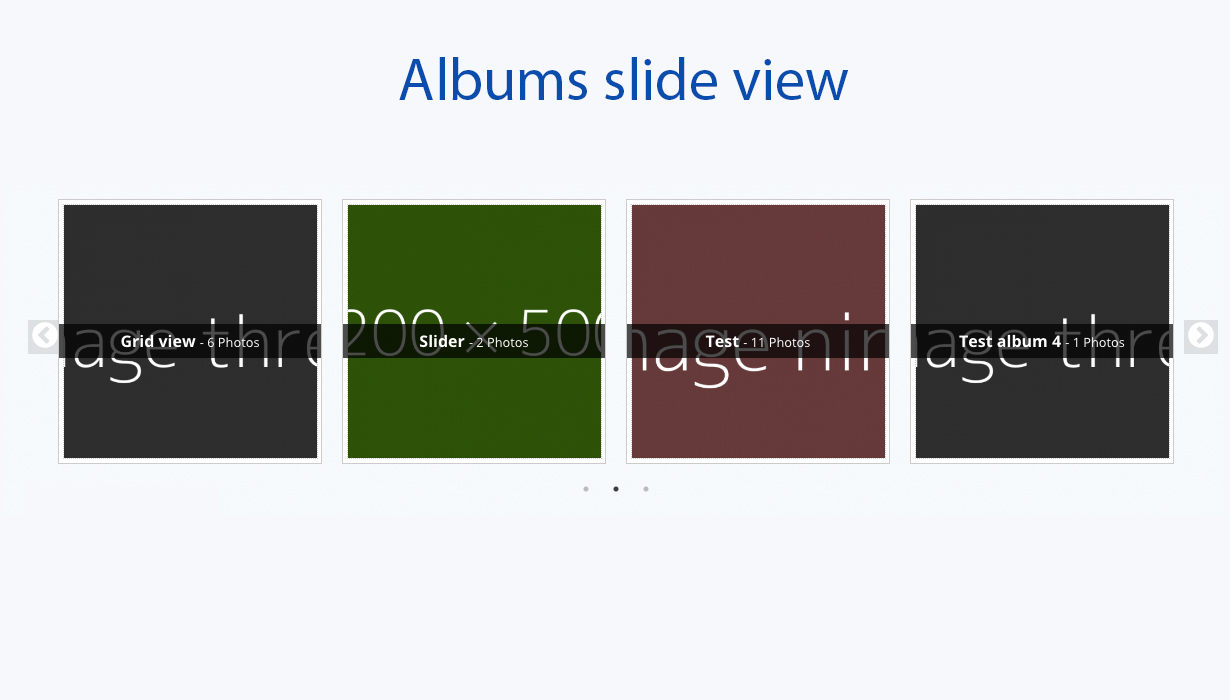 Albums slide view
age thre
200 × 500
age nin
age thre
Grid view - 6 Photos
Slider - 2 Photos
Test - 11 Photos
Test album 4 - 1 Photos